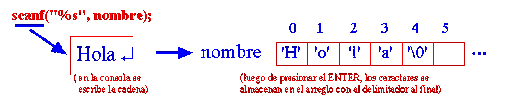 scanf("%s", nombre);
0 1 2 3 4 5
Hola ↵ nombre 'H' 'o' 'l' 'a' '\0' ...
(en la consola se
escribe la cadena)
(luego de presionar el ENTER, los caracteres se
almacenan en el arreglo con el delimitador al final)